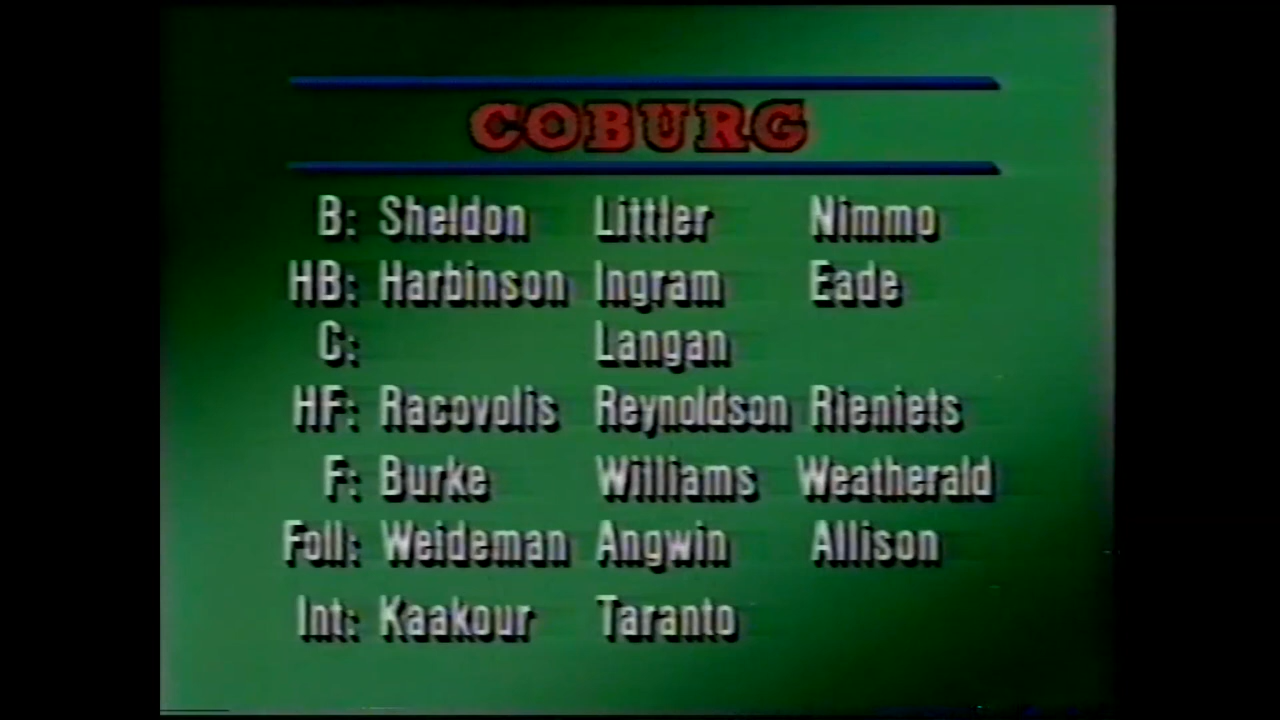 COBURG
B: Sheldon Littler Nimmo
HB: Harbinson Ingram Eade
C: Langan
HF: Racovolis Reynoldson Rieniets
F: Burke Williams Weatherald
Foll: Weideman Angwin Allison
Int: Kaakour Taranto